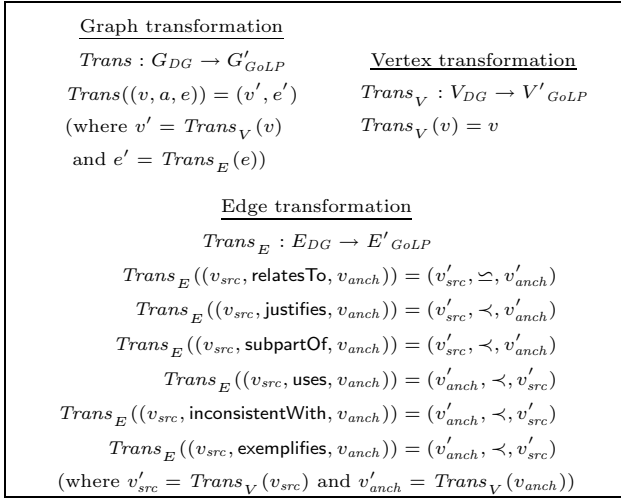 Graph transformation
Trans : G_DG → G'_GoLP
Trans((v, a, e)) = (v', e')
(where v' = Trans_V(v)
and e' = Trans_E(e))
Vertex transformation
Trans_V : V_DG → V'_GoLP
Trans_V(v) = v
Edge transformation
Trans_E : E_DG → E'_GoLP
Trans_E((v_src, relatesTo, v_anch)) = (v'_src, ≌, v'_anch)
Trans_E((v_src, justifies, v_anch)) = (v'_src, ≺, v'_anch)
Trans_E((v_src, subpartOf, v_anch)) = (v'_src, ≺, v'_anch)
Trans_E((v_src, uses, v_anch)) = (v'_anch, ≺, v'_src)
Trans_E((v_src, inconsistentWith, v_anch)) = (v'_anch, ≺, v'_src)
Trans_E((v_src, exemplifies, v_anch)) = (v'_anch, ≺, v'_src)
(where v'_src = Trans_V(v_src) and v'_anch = Trans_V(v_anch))